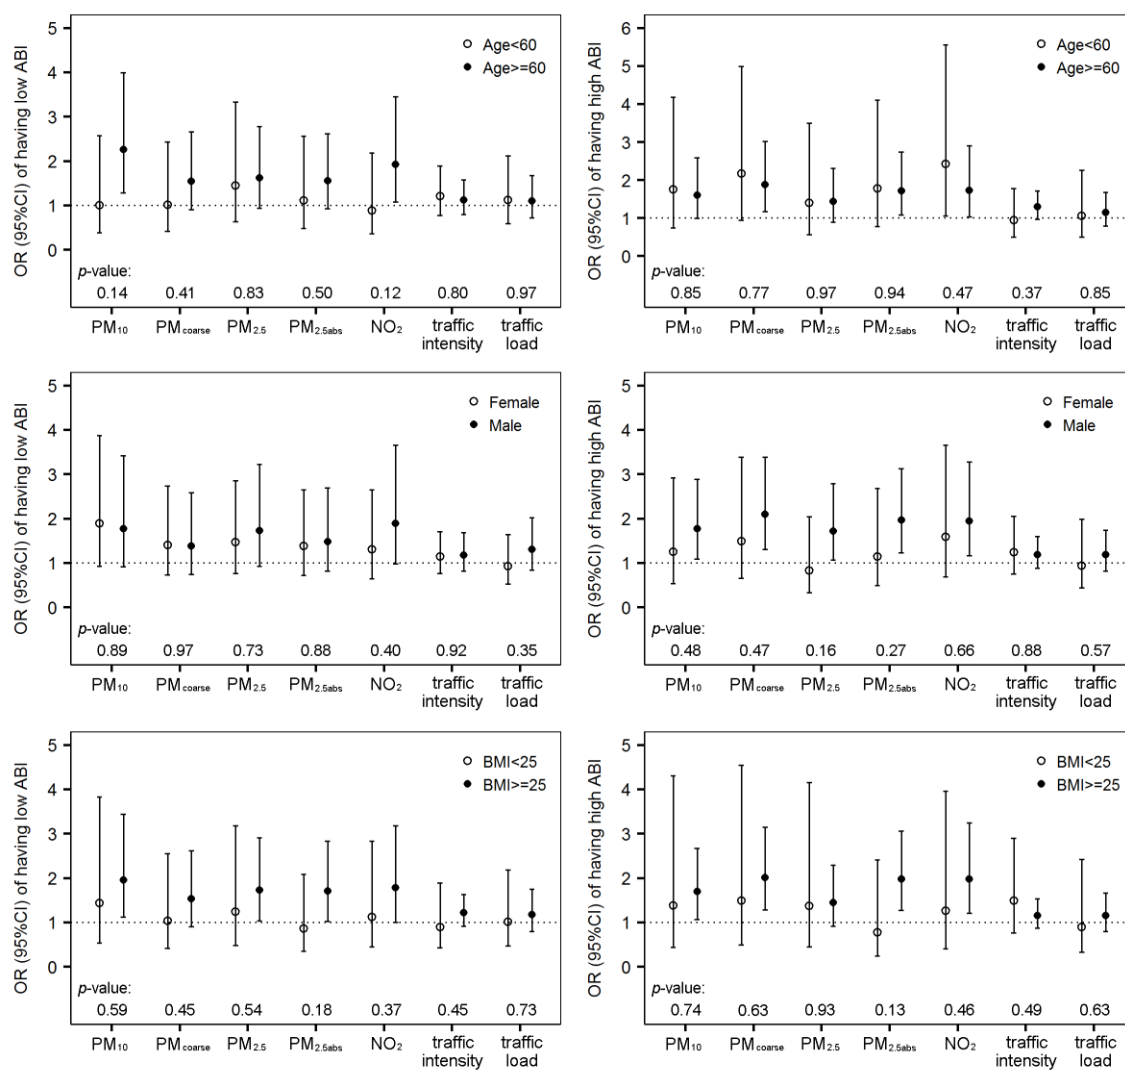 OR (95%CI) of having low ABI
5
4
3
2
1
0
Age<60
Age>=60
p-value:
0.14 0.41 0.83 0.50 0.12 0.80 0.97
PM10 PMcoarse PM2.5 PM2.5abs NO2 traffic intensity traffic load
OR (95%CI) of having high ABI
6
5
4
3
2
1
0
Age<60
Age>=60
p-value:
0.85 0.77 0.97 0.94 0.47 0.37 0.85
PM10 PMcoarse PM2.5 PM2.5abs NO2 traffic intensity traffic load
OR (95%CI) of having low ABI
5
4
3
2
1
0
Female
Male
p-value:
0.89 0.97 0.73 0.88 0.40 0.92 0.35
PM10 PMcoarse PM2.5 PM2.5abs NO2 traffic intensity traffic load
OR (95%CI) of having high ABI
5
4
3
2
1
0
Female
Male
p-value:
0.48 0.47 0.16 0.27 0.66 0.88 0.57
PM10 PMcoarse PM2.5 PM2.5abs NO2 traffic intensity traffic load
OR (95%CI) of having low ABI
5
4
3
2
1
0
BMI<25
BMI>=25
p-value:
0.59 0.45 0.54 0.18 0.37 0.45 0.73
PM10 PMcoarse PM2.5 PM2.5abs NO2 traffic intensity traffic load
OR (95%CI) of having high ABI
5
4
3
2
1
0
BMI<25
BMI>=25
p-value:
0.74 0.63 0.93 0.13 0.46 0.49 0.63
PM10 PMcoarse PM2.5 PM2.5abs NO2 traffic intensity traffic load